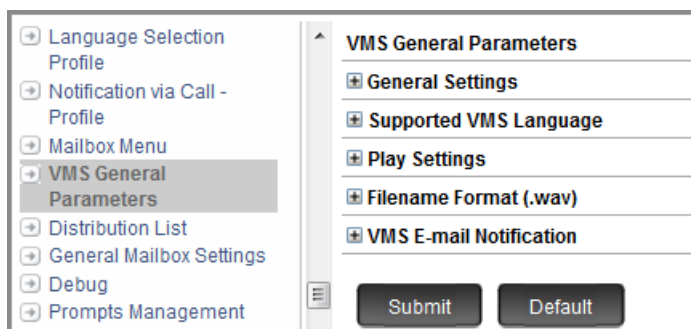 Language Selection
Profile
Notification via Call -
Profile
Mailbox Menu
VMS General
Parameters
Distribution List
General Mailbox Settings
Debug
Prompts Management
VMS General Parameters
General Settings
Supported VMS Language
Play Settings
Filename Format (.wav)
VMS E-mail Notification
Submit
Default